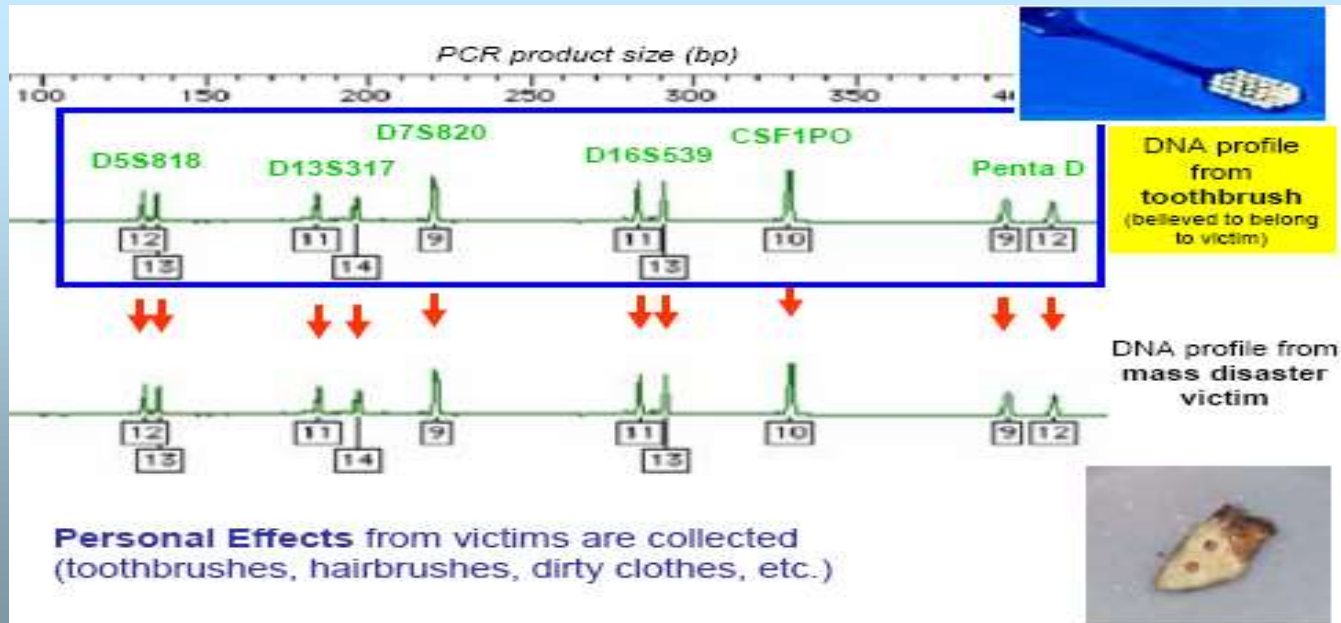 PCR product size (bp)
100 150 200 250 300 350
D5S818 D13S317 D7S820 D16S539 CSF1PO Penta D
12 11 9 11 10 9 12
13 14 13
DNA profile
from
toothbrush
(believed to belong
to victim)
12 11 9 11 10 9 12
13 14 13
DNA profile from
mass disaster
victim
Personal Effects from victims are collected
(toothbrushes, hairbrushes, dirty clothes, etc.)